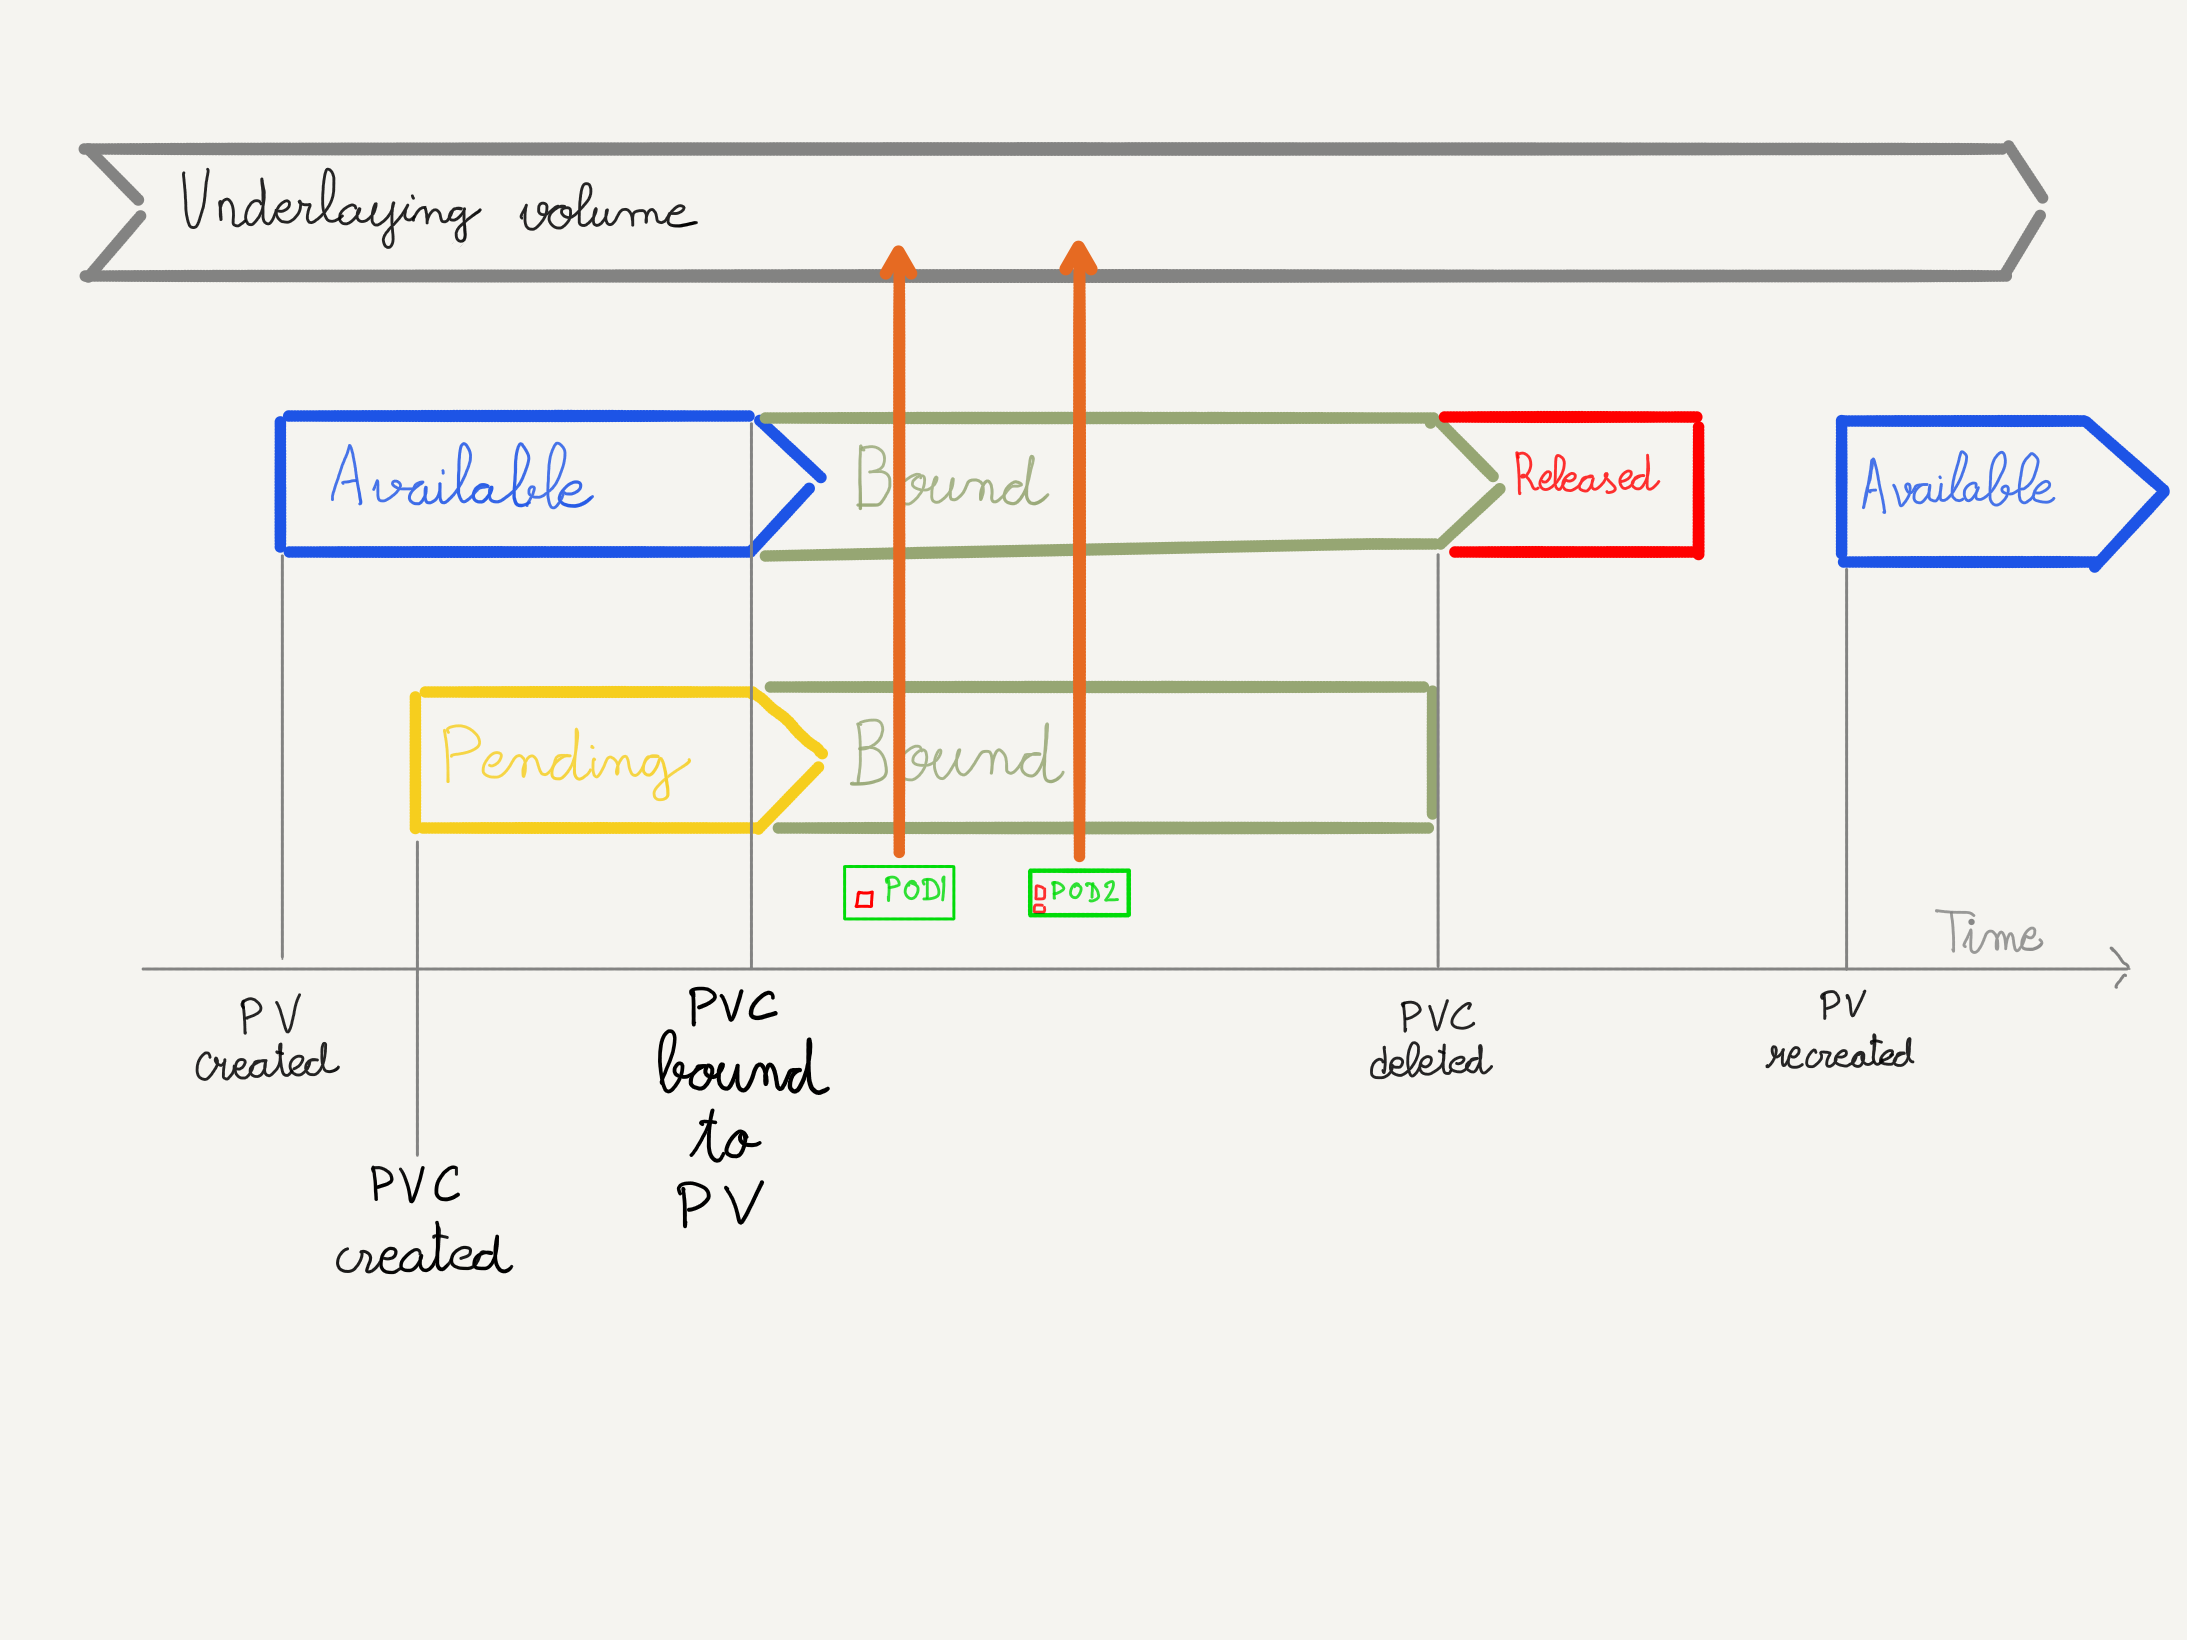 Underlaying volume
Available
Bound
Released
Available
Pending
Bound
POD1
POD2
Time
PV
created
PVC
created
PVC
bound
to
PV
PVC
deleted
PV
recreated